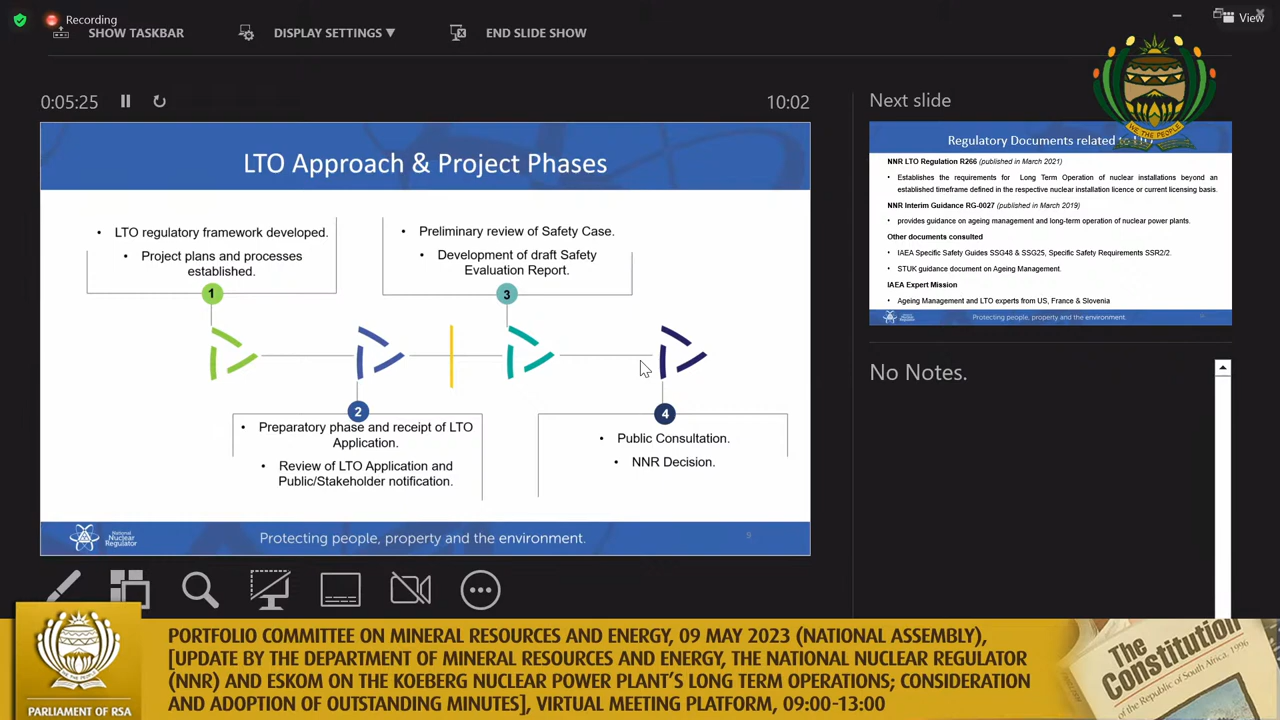 Recording
View
SHOW TASKBAR
DISPLAY SETTINGS ▼
END SLIDE SHOW
WE, THE PEOPLE
0:05:25
10:02
LTO Approach & Project Phases
• LTO regulatory framework developed.
• Project plans and processes
established.
1
• Preliminary review of Safety Case.
• Development of draft Safety
Evaluation Report.
3
2
• Preparatory phase and receipt of LTO
Application.
• Review of LTO Application and
Public/Stakeholder notification.
4
• Public Consultation.
• NNR Decision.
National
Nuclear
Regulator
Protecting people, property and the environment.
9
Next slide
Regulatory Documents related to
NNR LTO Regulation R266 (published in March 2021)
• Establishes the requirements for Long Term Operation of nuclear installations beyond an
established timeframe defined in the respective nuclear installation licence or current licensing basis.
NNR Interim Guidance RG-0027 (published in March 2019)
• provides guidance on ageing management and long-term operation of nuclear power plants.
Other documents consulted
• IAEA Specific Safety Guides SSG48 & SSG25, Specific Safety Requirements SSR2/2.
• STUK guidance document on Ageing Management.
IAEA Expert Mission
• Ageing Management and LTO experts from US, France & Slovenia
Protecting people, property and the environment.
No Notes.
PARLIAMENT OF RSA
PORTFOLIO COMMITTEE ON MINERAL RESOURCES AND ENERGY, 09 MAY 2023 (NATIONAL ASSEMBLY),
[UPDATE BY THE DEPARTMENT OF MINERAL RESOURCES AND ENERGY, THE NATIONAL NUCLEAR REGULATOR
(NNR) AND ESKOM ON THE KOEBERG NUCLEAR POWER PLANT'S LONG TERM OPERATIONS; CONSIDERATION
AND ADOPTION OF OUTSTANDING MINUTES], VIRTUAL MEETING PLATFORM, 09:00-13:00
The
Constitution
of the Republic of South Africa, 1996